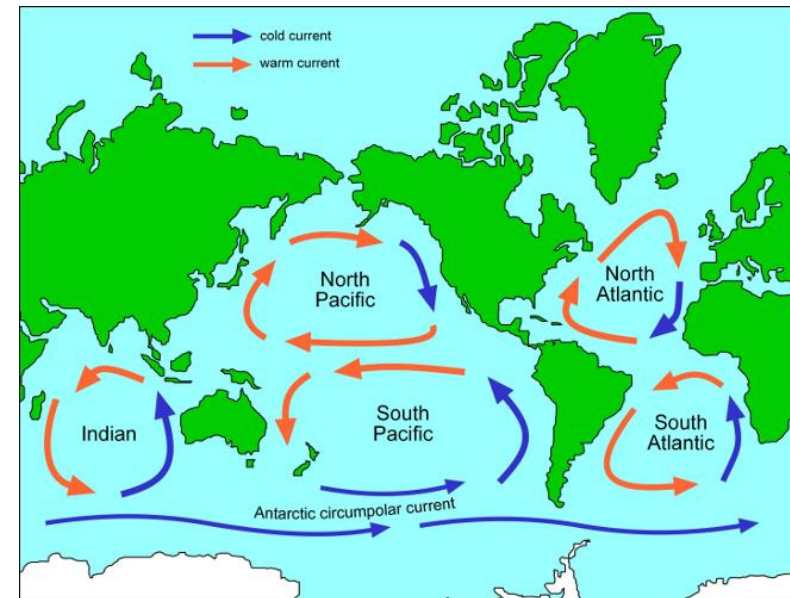 cold current
warm current
North
Pacific
North
Atlantic
Indian
South
Pacific
South
Atlantic
Antarctic circumpolar current